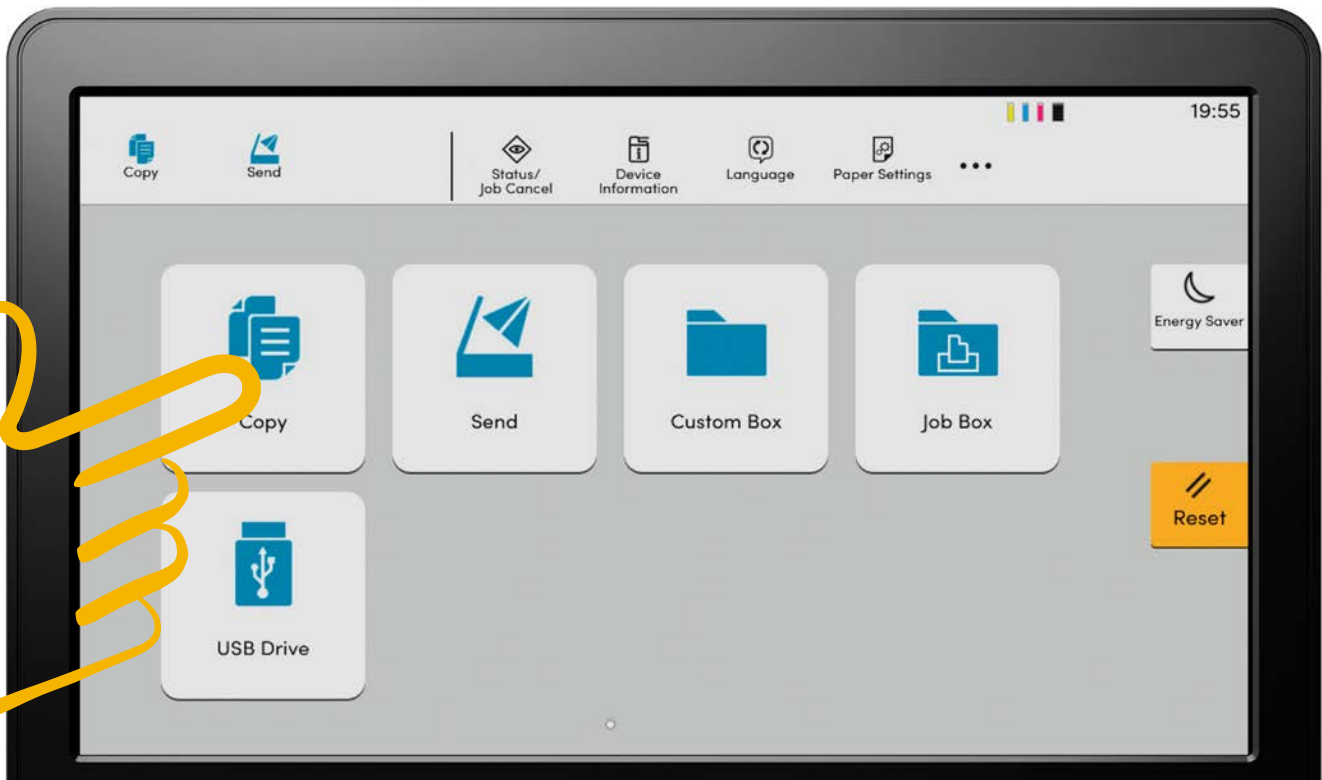 19:55
Copy
Send
Status/
Job Cancel
Device
Information
Language
Paper Settings
Energy Saver
Copy
Send
Custom Box
Job Box
Reset
USB Drive